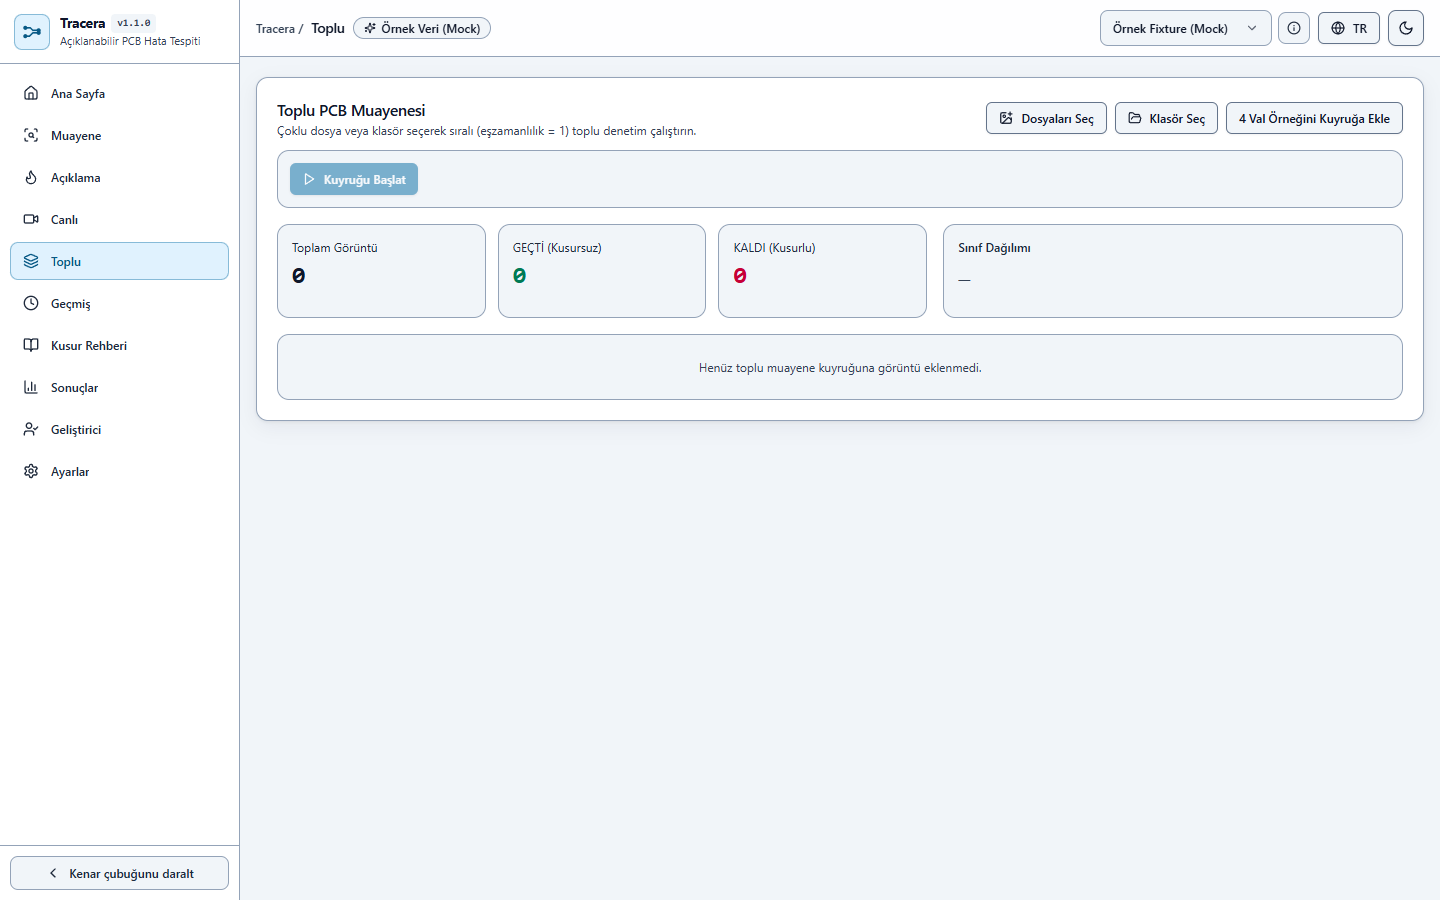 Tracera v1.1.0
Açıklanabilir PCB Hata Tespiti
Ana Sayfa
Muayene
Açıklama
Canlı
Toplu
Geçmiş
Kusur Rehberi
Sonuçlar
Geliştirici
Ayarlar
Kenar çubuğunu daralt
Tracera / Toplu Örnek Veri (Mock)
Örnek Fixture (Mock) TR
Toplu PCB Muayenesi
Çoklu dosya veya klasör seçerek sıralı (eşzamanlılık = 1) toplu denetim çalıştırın.
Dosyaları Seç Klasör Seç 4 Val Örneğini Kuyruğa Ekle
Kuyruğu Başlat
Toplam Görüntü
0
GEÇTİ (Kusursuz)
0
KALDI (Kusurlu)
0
Sınıf Dağılımı
—
Henüz toplu muayene kuyruğuna görüntü eklenmedi.